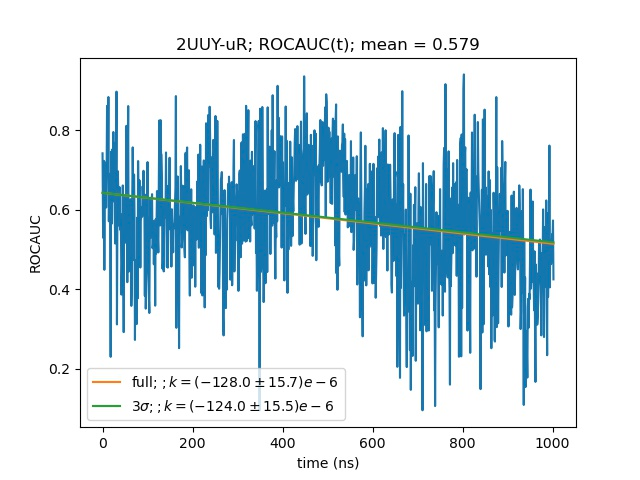 2UUY-uR; ROCAUC(t); mean = 0.579
ROCAUC
0.8
0.6
0.4
0.2
full; ; k = (−128.0 ± 15.7)e − 6
3σ; ; k = (−124.0 ± 15.5)e − 6
0 200 400 600 800 1000
time (ns)